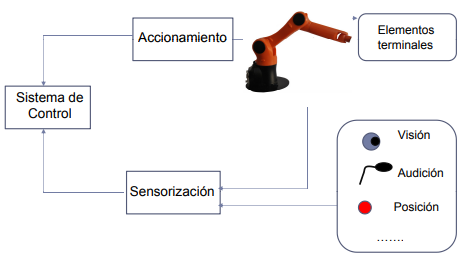 Accionamiento
Elementos
terminales
Sistema de
Control
Visión
Audición
Sensorización
Posición
.......